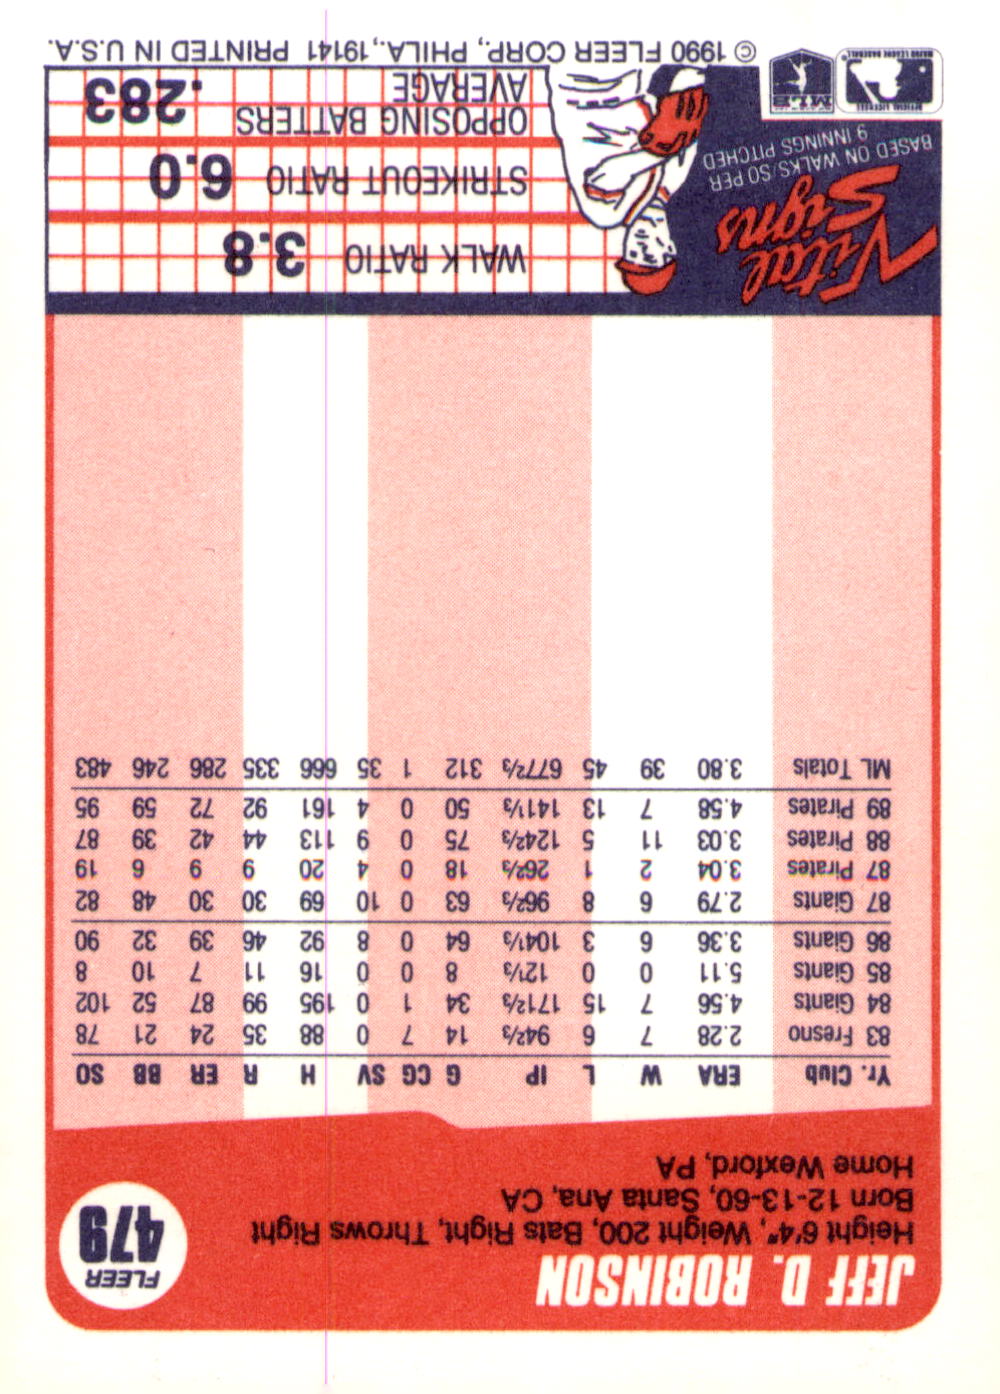 JEFF D. ROBINSON
Height 6'4", Weight 200, Bats Right, Throws Right
Born 12-13-60, Santa Ana, CA
Home Wexford, PA
FLEER
479
Yr. Club ERA W L IP G CG SV H R ER BB SO
83 Fresno 2.28 7 6 94⅔ 14 7 0 88 35 24 21 78
84 Giants 4.56 7 15 171⅔ 34 1 0 195 99 87 52 102
85 Giants 5.11 0 0 12⅓ 8 0 0 16 11 7 10 8
86 Giants 3.36 6 3 104⅓ 64 0 8 92 46 39 32 90
87 Giants 2.79 6 8 96⅔ 63 0 10 69 30 30 48 82
87 Pirates 3.04 2 1 26⅔ 18 0 4 20 9 9 6 19
88 Pirates 3.03 11 5 124⅔ 75 0 9 113 44 42 39 87
89 Pirates 4.58 7 13 141⅓ 50 0 4 161 92 72 59 95
ML Totals 3.80 39 45 677⅔ 312 1 35 666 335 286 246 483
Vital
Signs
BASED ON WALKS/SO PER
9 INNINGS PITCHED
WALK RATIO 3.8
STRIKEOUT RATIO 6.0
OPPOSING BATTERS
AVERAGE .283
OFFICIAL LICENSEE
MAJOR LEAGUE BASEBALL
MLB
© 1990 FLEER CORP., PHILA., 19141 PRINTED IN U.S.A.